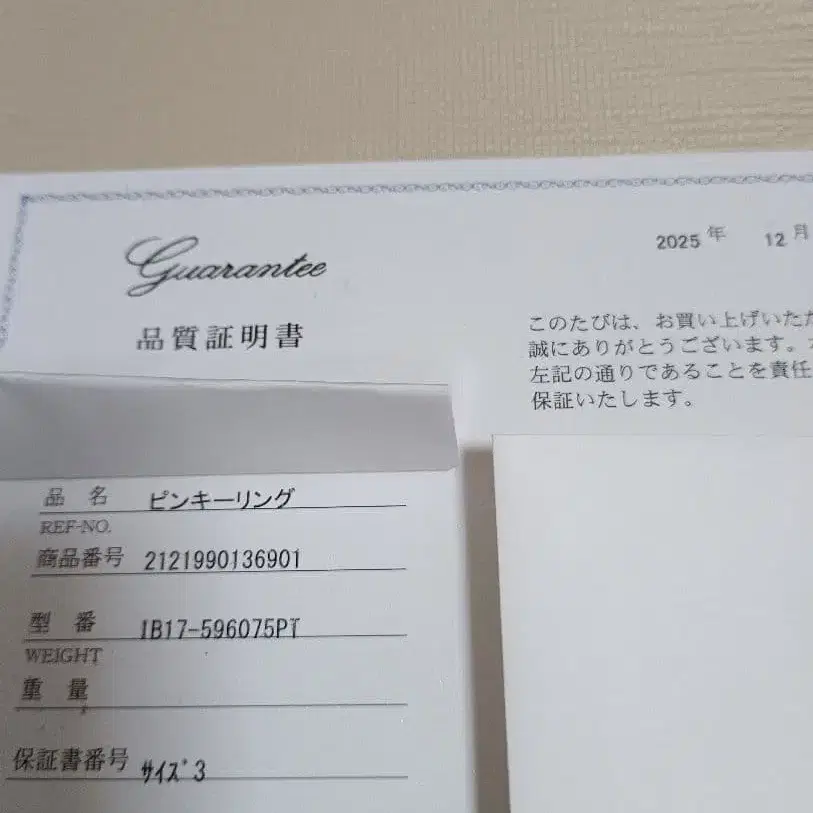 Guarantee
品質証明書
2025 年 12 月
このたびは、お買い上げいただ
誠にありがとうございます。
左記の通りであることを責任
保証いたします。
品 名 ピンキーリング
REF-NO.
商品番号 2121990136901
型 番 IB17-596075PT
WEIGHT
重 量
保証書番号 サイズ3